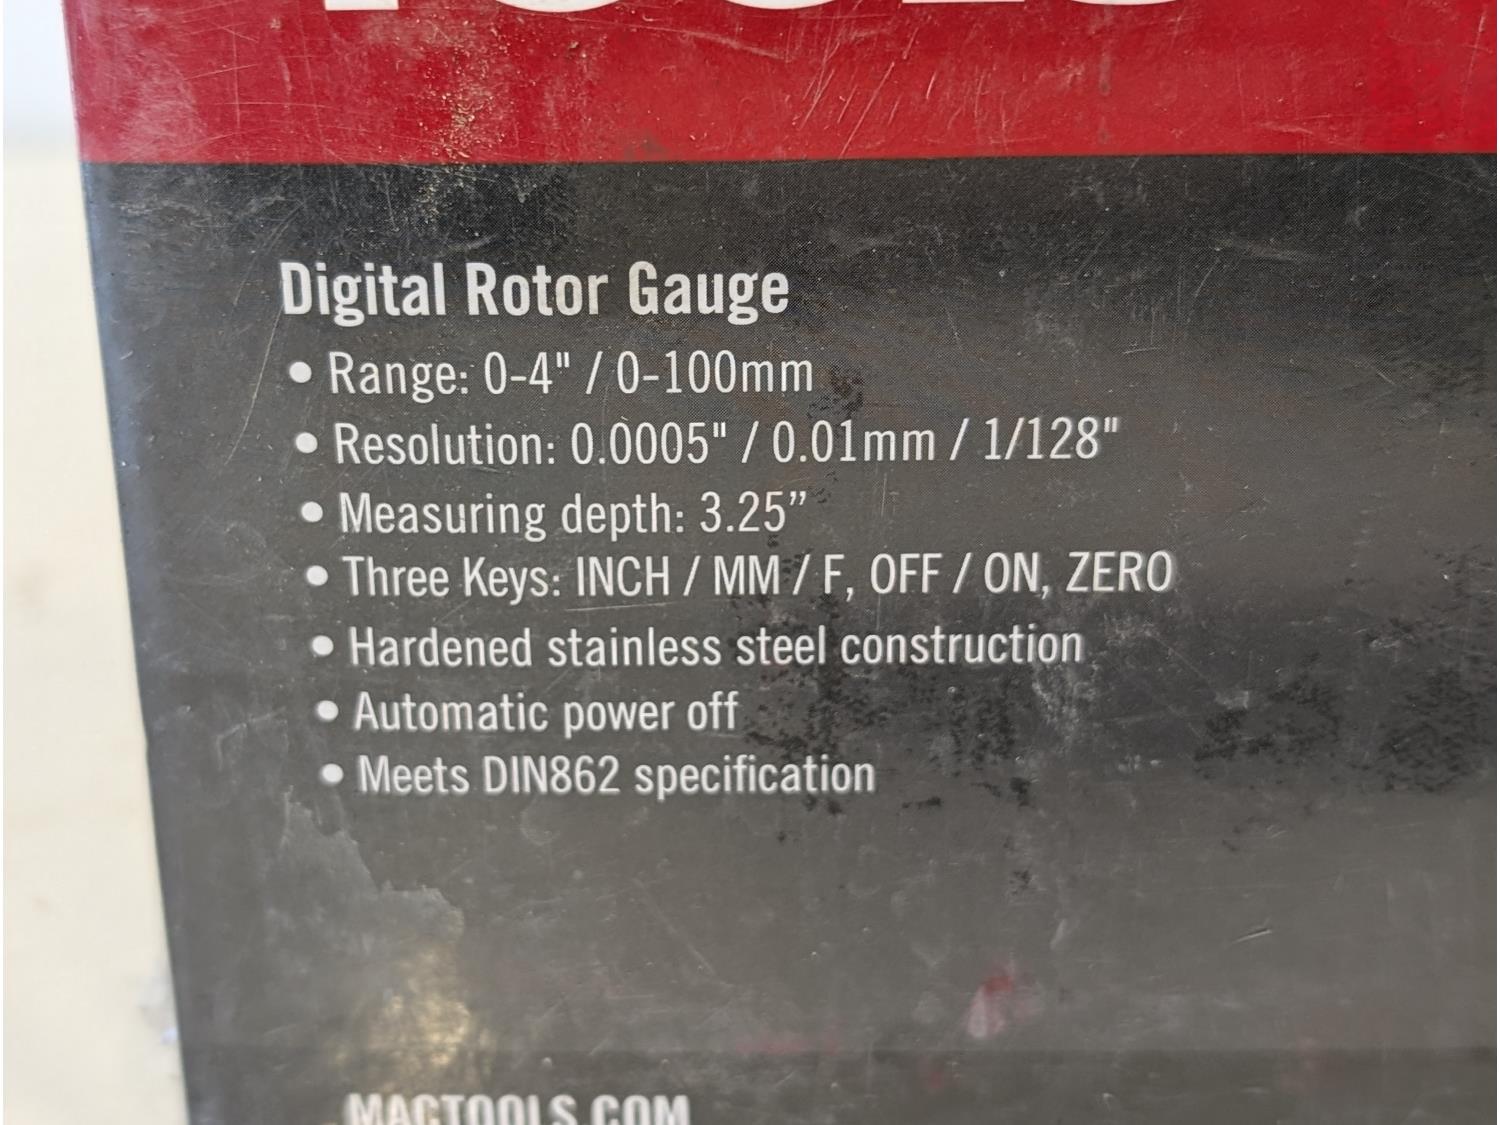 TOOLS
Digital Rotor Gauge
• Range: 0-4" / 0-100mm
• Resolution: 0.0005" / 0.01mm / 1/128"
• Measuring depth: 3.25”
• Three Keys: INCH / MM / F, OFF / ON, ZERO
• Hardened stainless steel construction
• Automatic power off
• Meets DIN862 specification
MACTOOLS.COM